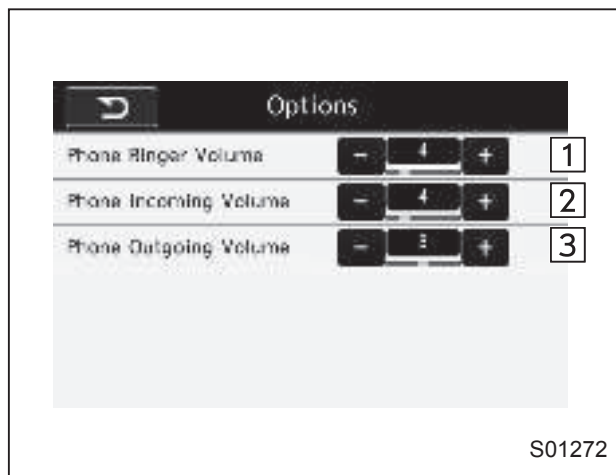 Options
Phone Ringer Volume - 4 + 1
Phone Incoming Volume - 4 + 2
Phone Outgoing Volume - 3 + 3
S01272